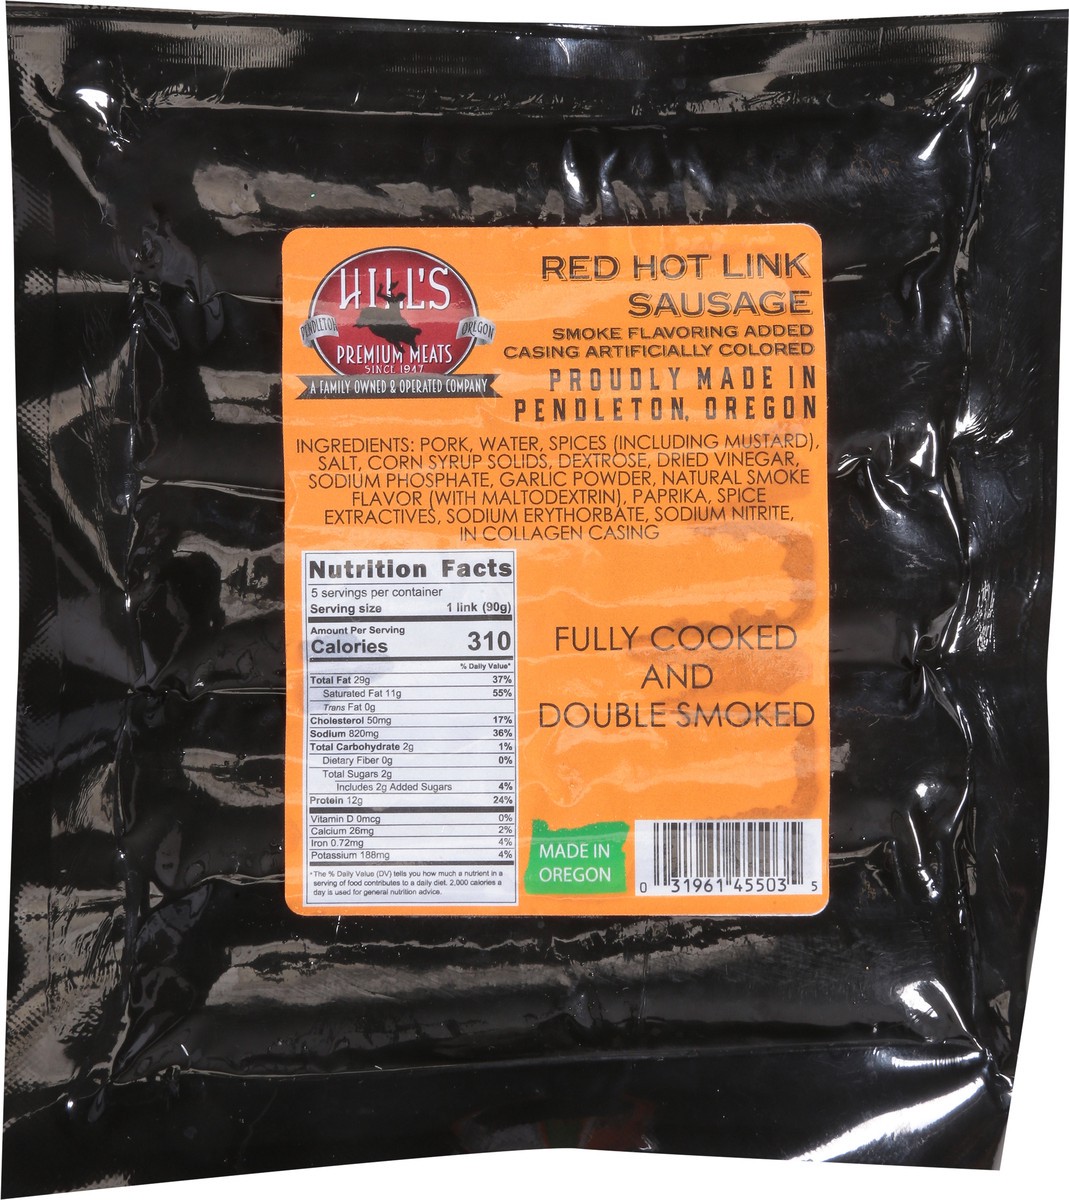 HILL'S
PENDLETON
OREGON
PREMIUM MEATS
SINCE 1947
A FAMILY OWNED & OPERATED COMPANY
RED HOT LINK
SAUSAGE
SMOKE FLAVORING ADDED
CASING ARTIFICIALLY COLORED
PROUDLY MADE IN
PENDLETON, OREGON
INGREDIENTS: PORK, WATER, SPICES (INCLUDING MUSTARD),
SALT, CORN SYRUP SOLIDS, DEXTROSE, DRIED VINEGAR,
SODIUM PHOSPHATE, GARLIC POWDER, NATURAL SMOKE
FLAVOR (WITH MALTODEXTRIN), PAPRIKA, SPICE
EXTRACTIVES, SODIUM ERYTHORBATE, SODIUM NITRITE,
IN COLLAGEN CASING
Nutrition Facts
5 servings per container
Serving size 1 link (90g)
Amount Per Serving
Calories 310
% Daily Value*
Total Fat 29g 37%
Saturated Fat 11g 55%
Trans Fat 0g
Cholesterol 50mg 17%
Sodium 820mg 36%
Total Carbohydrate 2g 1%
Dietary Fiber 0g 0%
Total Sugars 2g
Includes 2g Added Sugars 4%
Protein 12g 24%
Vitamin D 0mcg 0%
Calcium 26mg 2%
Iron 0.72mg 4%
Potassium 188mg 4%
*The % Daily Value (DV) tells you how much a nutrient in a
serving of food contributes to a daily diet. 2,000 calories a
day is used for general nutrition advice.
FULLY COOKED
AND
DOUBLE SMOKED
MADE IN
OREGON
0 31961 45503 5